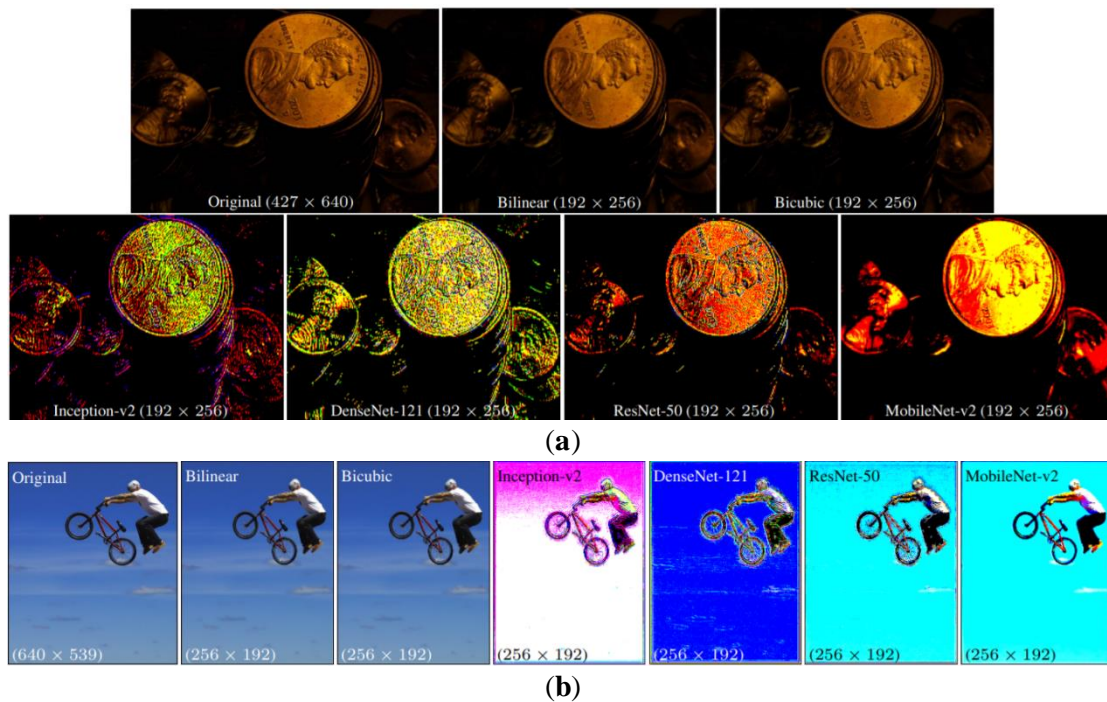 Original (427 × 640)
Bilinear (192 × 256)
Bicubic (192 × 256)
Inception-v2 (192 × 256)
DenseNet-121 (192 × 256)
ResNet-50 (192 × 256)
MobileNet-v2 (192 × 256)
(a)
Original
Bilinear
Bicubic
Inception-v2
DenseNet-121
ResNet-50
MobileNet-v2
(640 × 539)
(256 × 192)
(256 × 192)
(256 × 192)
(256 × 192)
(256 × 192)
(256 × 192)
(b)